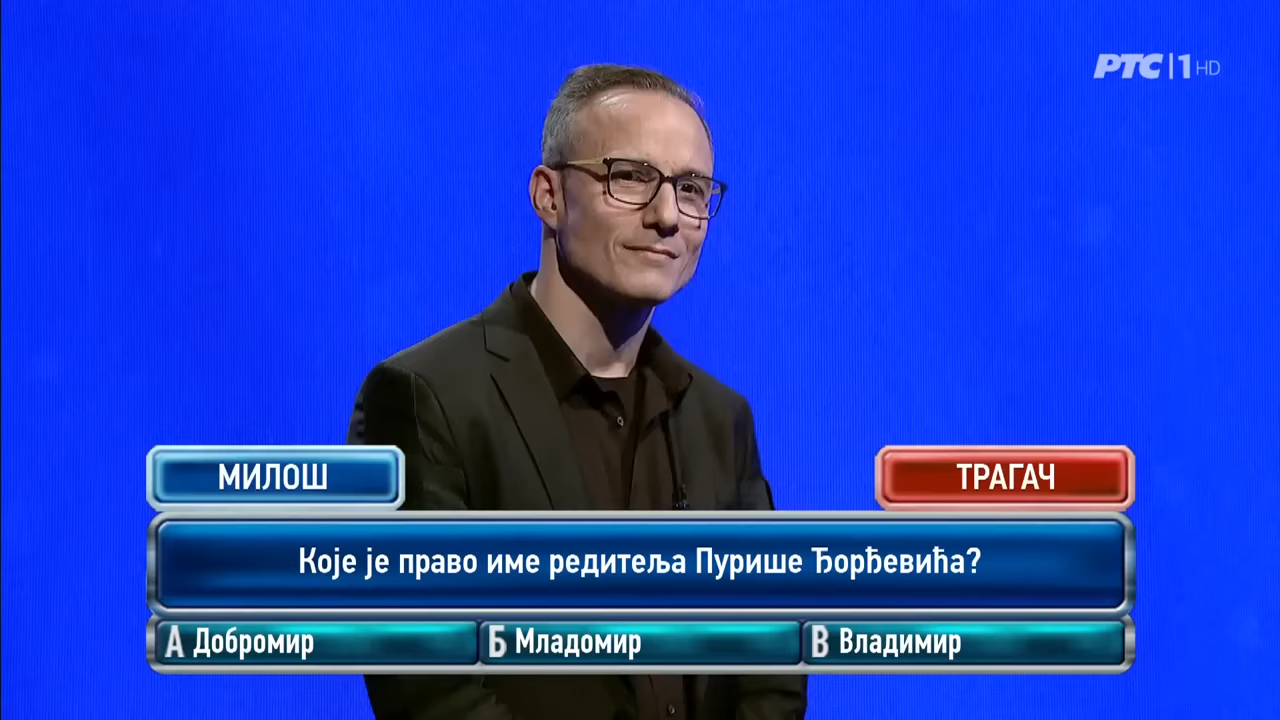 РТС|1 HD
МИЛОШ
ТРАГАЧ
Које је право име редитеља Пурише Ђорђевића?
А Добромир
Б Младомир
В Владимир